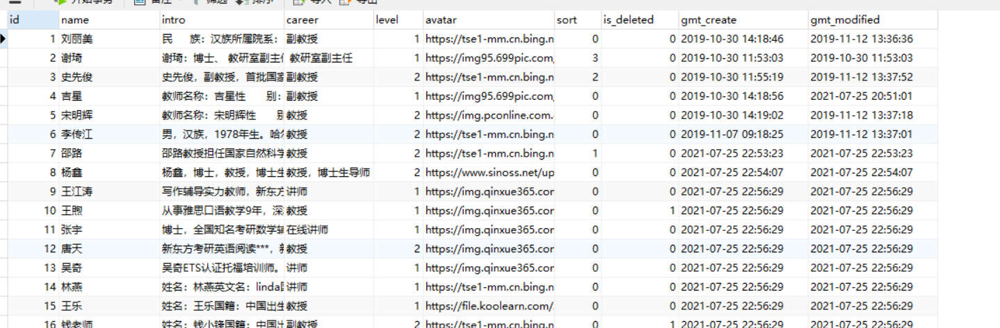 开始事务 备注 筛选 排序 导入 导出
id name intro career level avatar sort is_deleted gmt_create gmt_modified
1 刘丽美 民 族：汉族所属院系： 副教授 1 https://tse1-mm.cn.bing.n 0 0 2019-10-30 14:18:46 2019-11-12 13:36:36
2 谢琦 谢琦：博士、 教研室副主 教研室副主任 1 https://img95.699pic.com, 3 0 2019-10-30 11:53:03 2019-10-30 11:53:03
3 史先俊 史先俊，副教授，首批国家 副教授 2 https://tse1-mm.cn.bing.n 2 0 2019-10-30 11:55:19 2019-11-12 13:37:52
4 吉星 教师名称：吉星性 别： 副教授 1 https://img95.699pic.com, 0 0 2019-10-30 14:18:56 2021-07-25 20:51:01
5 宋明辉 教师名称：宋明辉性 别 教授 2 https://img.pconline.com. 0 0 2019-10-30 14:19:02 2019-11-12 13:37:18
6 李传江 男，汉族，1978年生。哈 教授 2 https://tse1-mm.cn.bing.n 0 0 2019-11-07 09:18:25 2019-11-12 13:37:01
7 邵路 邵路教授担任国家自然科学 教授 2 https://tse1-mm.cn.bing.n 1 0 2021-07-25 22:53:23 2021-07-25 22:53:23
8 杨鑫 杨鑫，博士，教授，博士生 教授，博士生导师 2 https://www.sinoss.net/up 0 0 2021-07-25 22:54:07 2021-07-25 22:54:07
9 王江涛 写作辅导实力教师，新东方 讲师 1 https://img.qinxue365.cor 0 0 2021-07-25 22:56:29 2021-07-25 22:56:29
10 王煦 从事雅思口语教学9年，深 教授 1 https://img.qinxue365.cor 0 1 2021-07-25 22:56:29 2021-07-25 22:56:29
11 张宇 博士，全国知名考研数学辅 在线讲师 1 https://img.qinxue365.cor 0 0 2021-07-25 22:56:29 2021-07-25 22:56:29
12 唐天 新东方考研英语阅读***， 教授 2 https://img.qinxue365.cor 0 0 2021-07-25 22:56:29 2021-07-25 22:56:29
13 吴奇 吴奇ETS认证托福培训师。 讲师 1 https://img.qinxue365.cor 0 0 2021-07-25 22:56:29 2021-07-25 22:56:29
14 林燕 姓名：林燕英文名：linda 讲师 1 https://tse1-mm.cn.bing.n 0 0 2021-07-25 22:56:29 2021-07-25 22:56:29
15 王乐 姓名：王乐国籍：中国出生 教授 1 https://file.koolearn.com/ 0 0 2021-07-25 22:56:29 2021-07-25 22:56:29
16 钱老师 姓名：钱小锋国籍：中国 副教授 2 https://tse1-mm.cn.bing.n 0 1 2021-07-25 22:56:29 2021-07-25 22:56:29